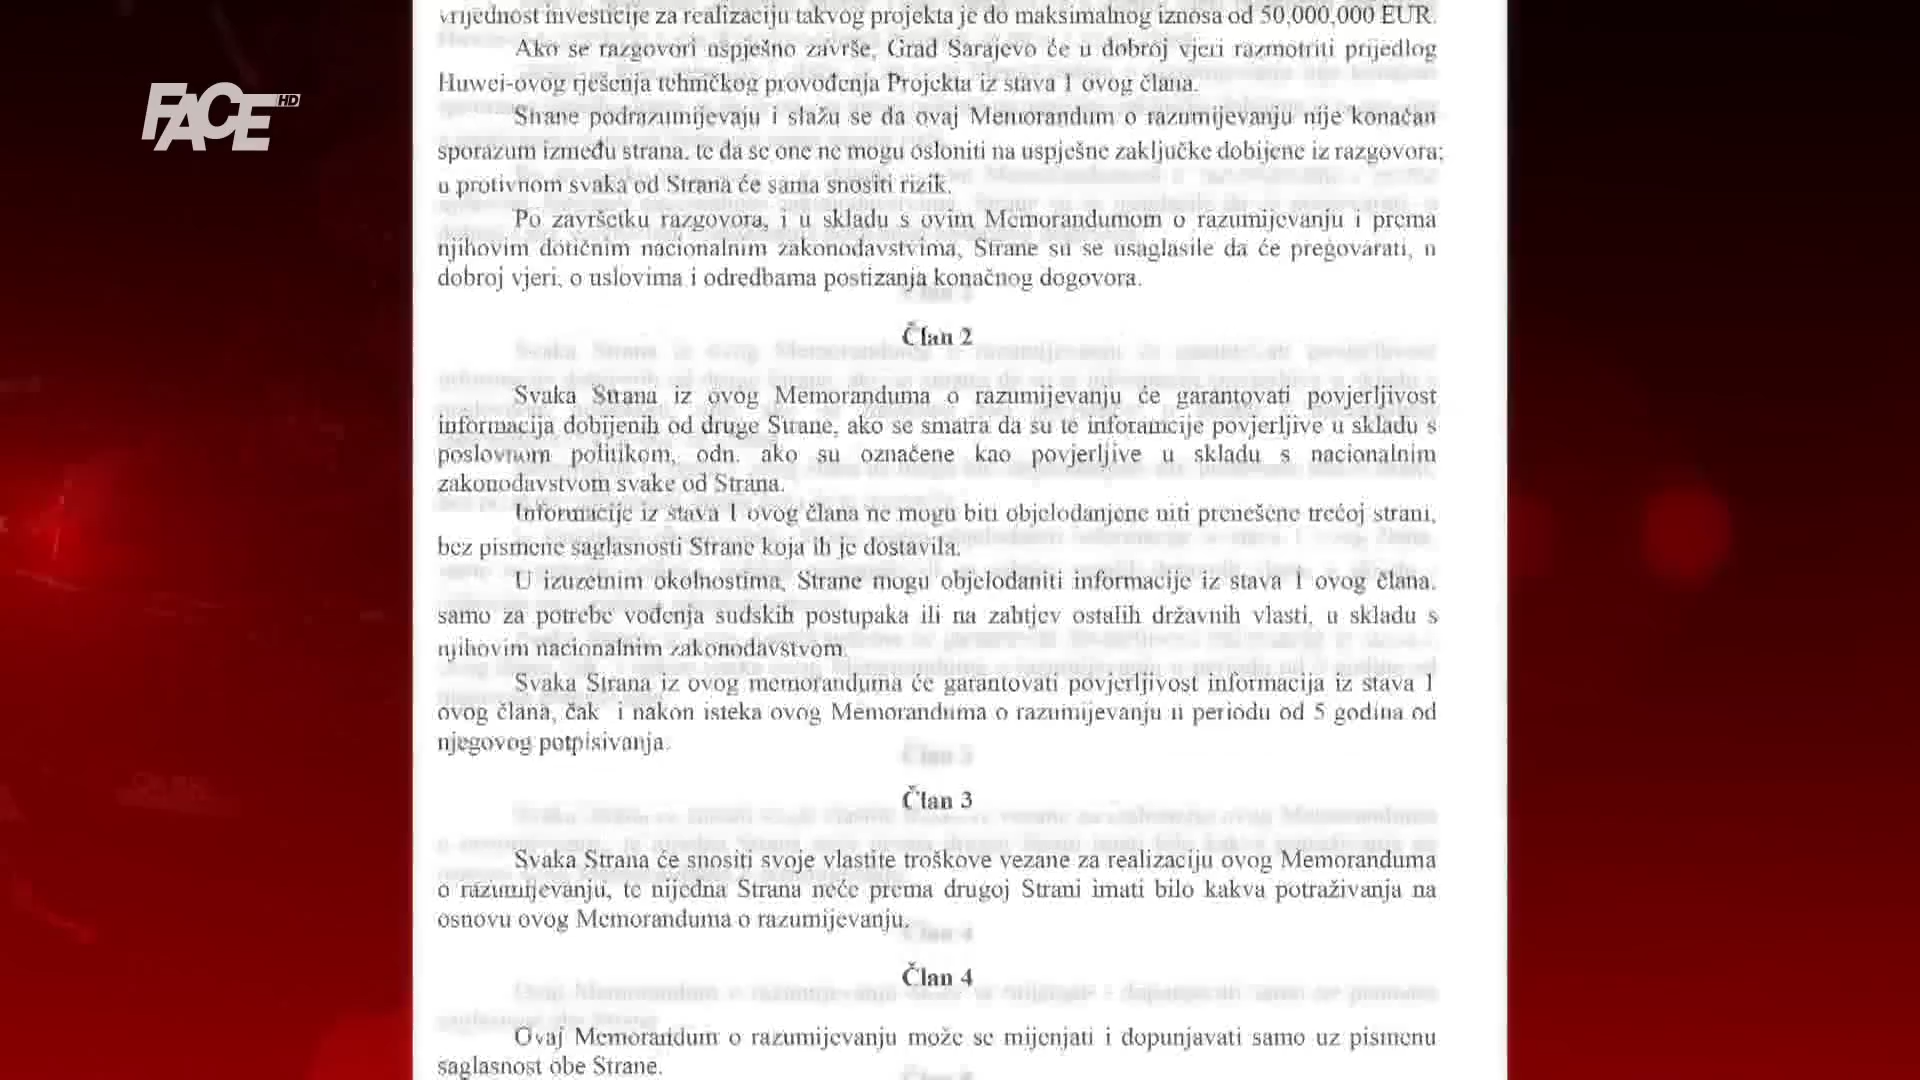 vrijednost investicije za realizaciju takvog projekta je do maksimalnog iznosa od 50,000,000 EUR.
Ako se razgovori uspješno završe, Grad Sarajevo će u dobroj vjeri razmotriti prijedlog
Huwei-ovog rješenja tehničkog provođenja Projekta iz stava 1 ovog člana.
FACE HD
Strane podrazumijevaju i slažu se da ovaj Memorandum o razumijevanju nije konačan
sporazum između strana, te da se one ne mogu osloniti na uspješne zaključke dobijene iz razgovora;
u protivnom svaka od Strana će sama snositi rizik.
Po završetku razgovora, i u skladu s ovim Memorandumom o razumijevanju i prema
njihovim dotičnim nacionalnim zakonodavstvima, Strane su se usaglasile da će pregovarati, u
dobroj vjeri, o uslovima i odredbama postizanja konačnog dogovora.
Član 2
Svaka Strana iz ovog Memoranduma o razumijevanju će garantovati povjerljivost
informacija dobijenih od druge Strane, ako se smatra da su te inforamcije povjerljive u skladu s
poslovnom politikom, odn. ako su označene kao povjerljive u skladu s nacionalnim
zakonodavstvom svake od Strana.
Informacije iz stava 1 ovog člana ne mogu biti objelodanjene niti prenešene trećoj strani,
bez pismene saglasnosti Strane koja ih je dostavila.
U izuzetnim okolnostima, Strane mogu objelodaniti informacije iz stava 1 ovog člana,
samo za potrebe vođenja sudskih postupaka ili na zahtjev ostalih državnih vlasti, u skladu s
njihovim nacionalnim zakonodavstvom.
Svaka Strana iz ovog memoranduma će garantovati povjerljivost informacija iz stava 1
ovog člana, čak i nakon isteka ovog Memoranduma o razumijevanju u periodu od 5 godina od
njegovog potpisivanja.
Član 3
Svaka Strana će snositi svoje vlastite troškove vezane za realizaciju ovog Memoranduma
o razumijevanju, te nijedna Strana neće prema drugoj Strani imati bilo kakva potraživanja na
osnovu ovog Memoranduma o razumijevanju.
Član 4
Ovaj Memorandum o razumijevanju može se mijenjati i dopunjavati samo uz pismenu
saglasnost obe Strane.